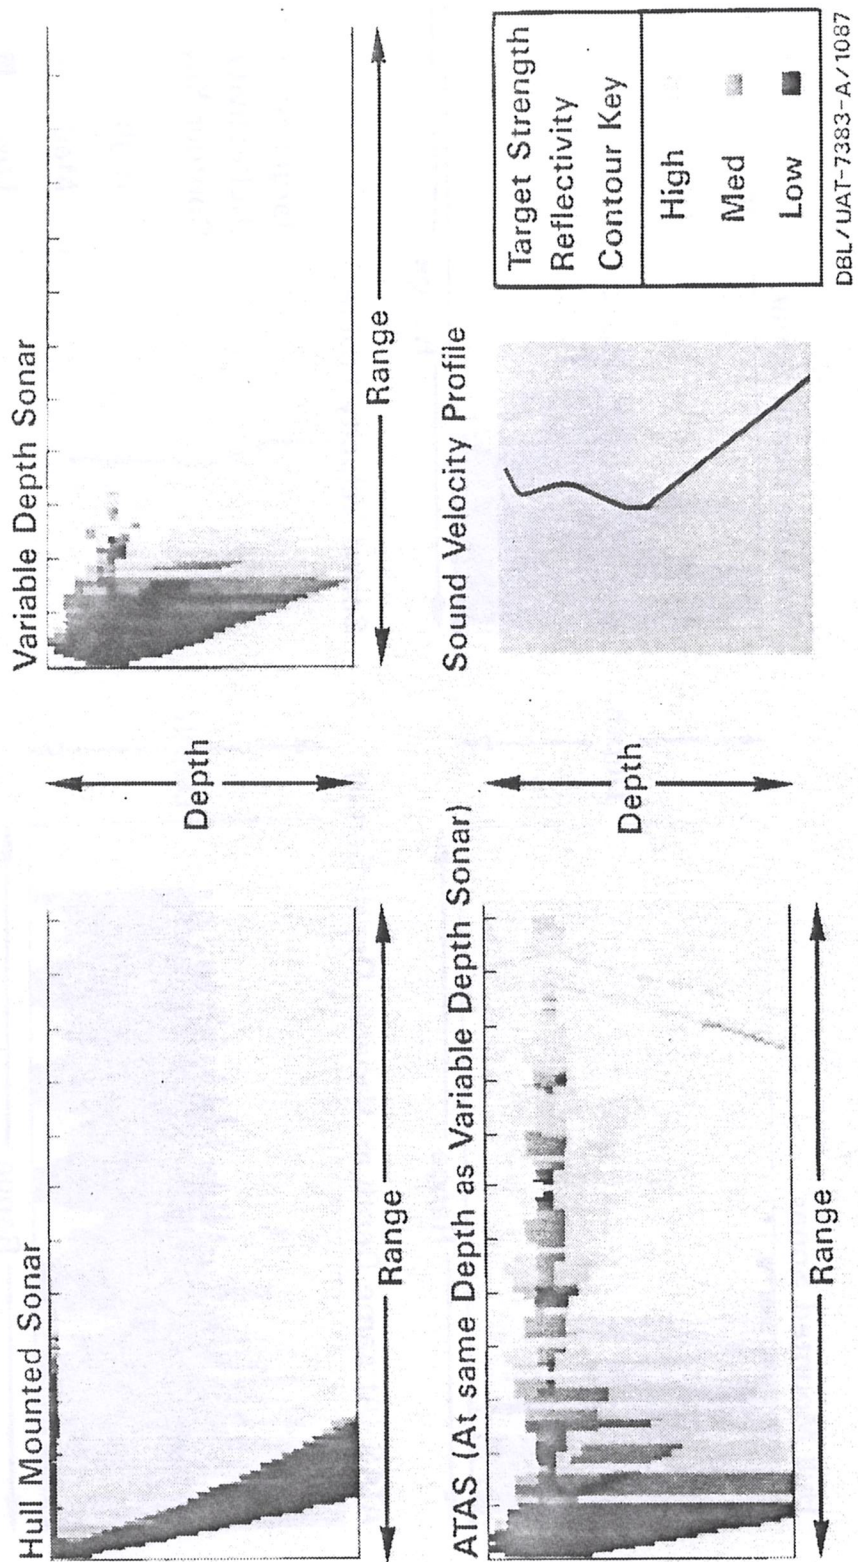 Hull Mounted Sonar
Depth
Range
Variable Depth Sonar
Range
ATAS (At same Depth as Variable Depth Sonar)
Depth
Range
Sound Velocity Profile
Target Strength
Reflectivity
Contour Key
High
Med
Low
DBL/UAT-7383-A/1087